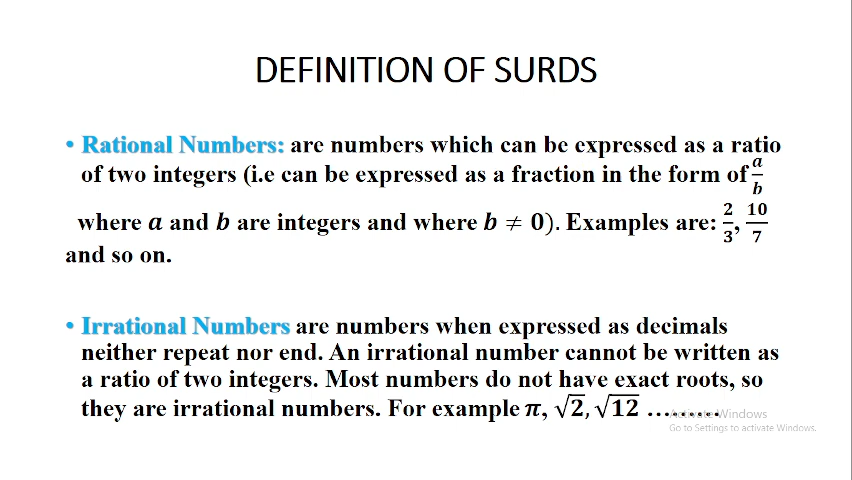 DEFINITION OF SURDS
• Rational Numbers: are numbers which can be expressed as a ratio
of two integers (i.e can be expressed as a fraction in the form of a/b
where a and b are integers and where b ≠ 0). Examples are: 2/3, 10/7
and so on.
• Irrational Numbers are numbers when expressed as decimals
neither repeat nor end. An irrational number cannot be written as
a ratio of two integers. Most numbers do not have exact roots, so
they are irrational numbers. For example π, √2, √12 ..........
Activate Windows
Go to Settings to activate Windows.